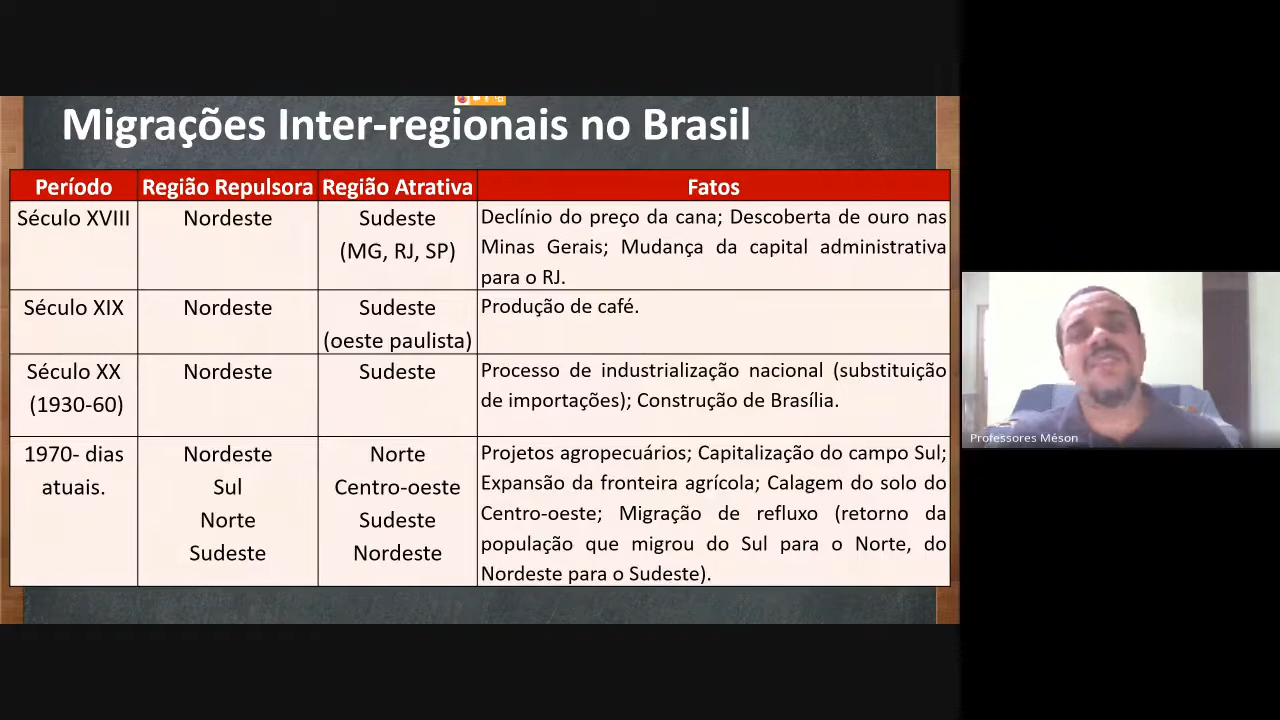 Migrações Inter-regionais no Brasil
Período
Região Repulsora
Região Atrativa
Fatos
Século XVIII
Nordeste
Sudeste
(MG, RJ, SP)
Declínio do preço da cana; Descoberta de ouro nas
Minas Gerais; Mudança da capital administrativa
para o RJ.
Século XIX
Nordeste
Sudeste
(oeste paulista)
Produção de café.
Século XX
(1930-60)
Nordeste
Sudeste
Processo de industrialização nacional (substituição
de importações); Construção de Brasília.
1970- dias
atuais.
Nordeste
Sul
Norte
Sudeste
Norte
Centro-oeste
Sudeste
Nordeste
Projetos agropecuários; Capitalização do campo Sul;
Expansão da fronteira agrícola; Calagem do solo do
Centro-oeste; Migração de refluxo (retorno da
população que migrou do Sul para o Norte, do
Nordeste para o Sudeste).
Professores Méson